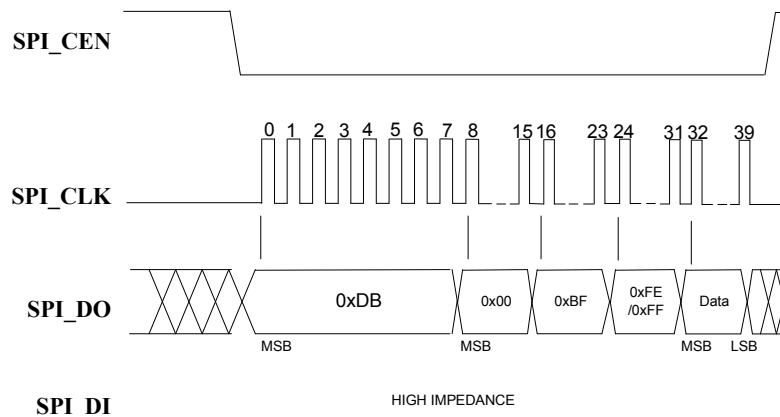 SPI_CEN
0 1 2 3 4 5 6 7 8 15 16 23 24 31 32 39
SPI_CLK
SPI_DO
0xDB 0x00 0xBF 0xFE /0xFF Data
MSB MSB MSB LSB
SPI_DI
HIGH IMPEDANCE